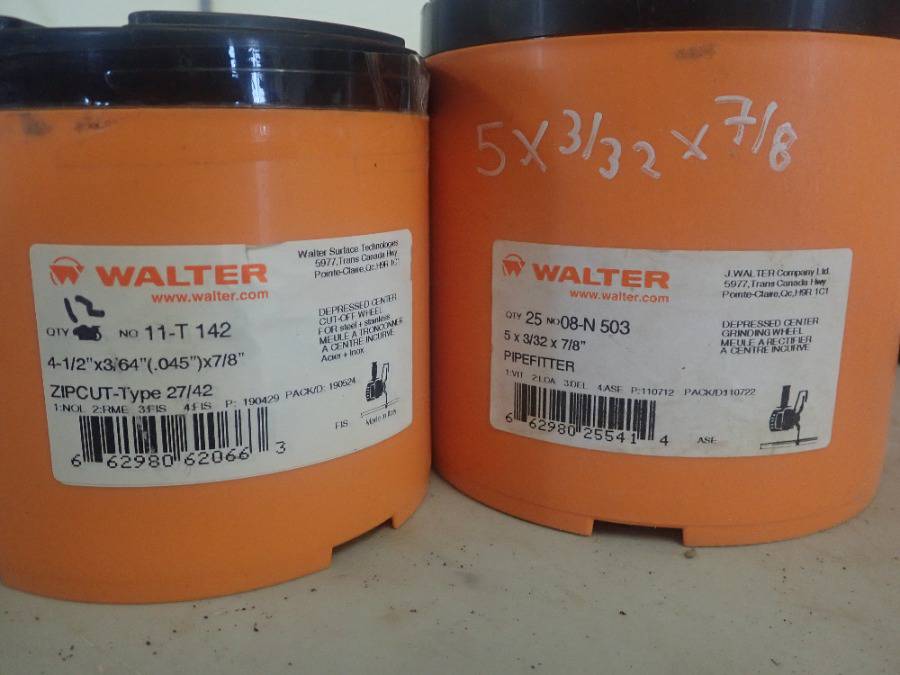 WALTER
www.walter.com
Walter Surface Technologies
5977, Trans Canada Hwy
Pointe-Claire, Qc, H9R 1C1
12
QTY NO 11-T 142
4-1/2"x3/64"(.045")x7/8"
ZIPCUT-Type 27/42
DEPRESSED CENTER
CUT-OFF WHEEL
FOR steel + stainless
MEULE A TRONCONNER
A CENTRE INCURVE
Acier + Inox
1:NOL 2:RME 3:FIS 4:FIS P: 190429 PACK/D: 190524
FIS Made in Italy
6 62980 62066 3
5 X 3/32 X 7/8
WALTER
www.walter.com
J.WALTER Company Ltd.
5977, Trans Canada Hwy
Pointe-Claire, Qc, H9R 1C1
QTY 25 NO 08-N 503
5 x 3/32 x 7/8"
PIPEFITTER
DEPRESSED CENTER
GRINDING WHEEL
MEULE A RECTIFIER
A CENTRE INCURVE
1:VIT 2:LOA 3:DEL 4:ASE P:110712 PACK/D110722
6 62980 25541 4
ASE